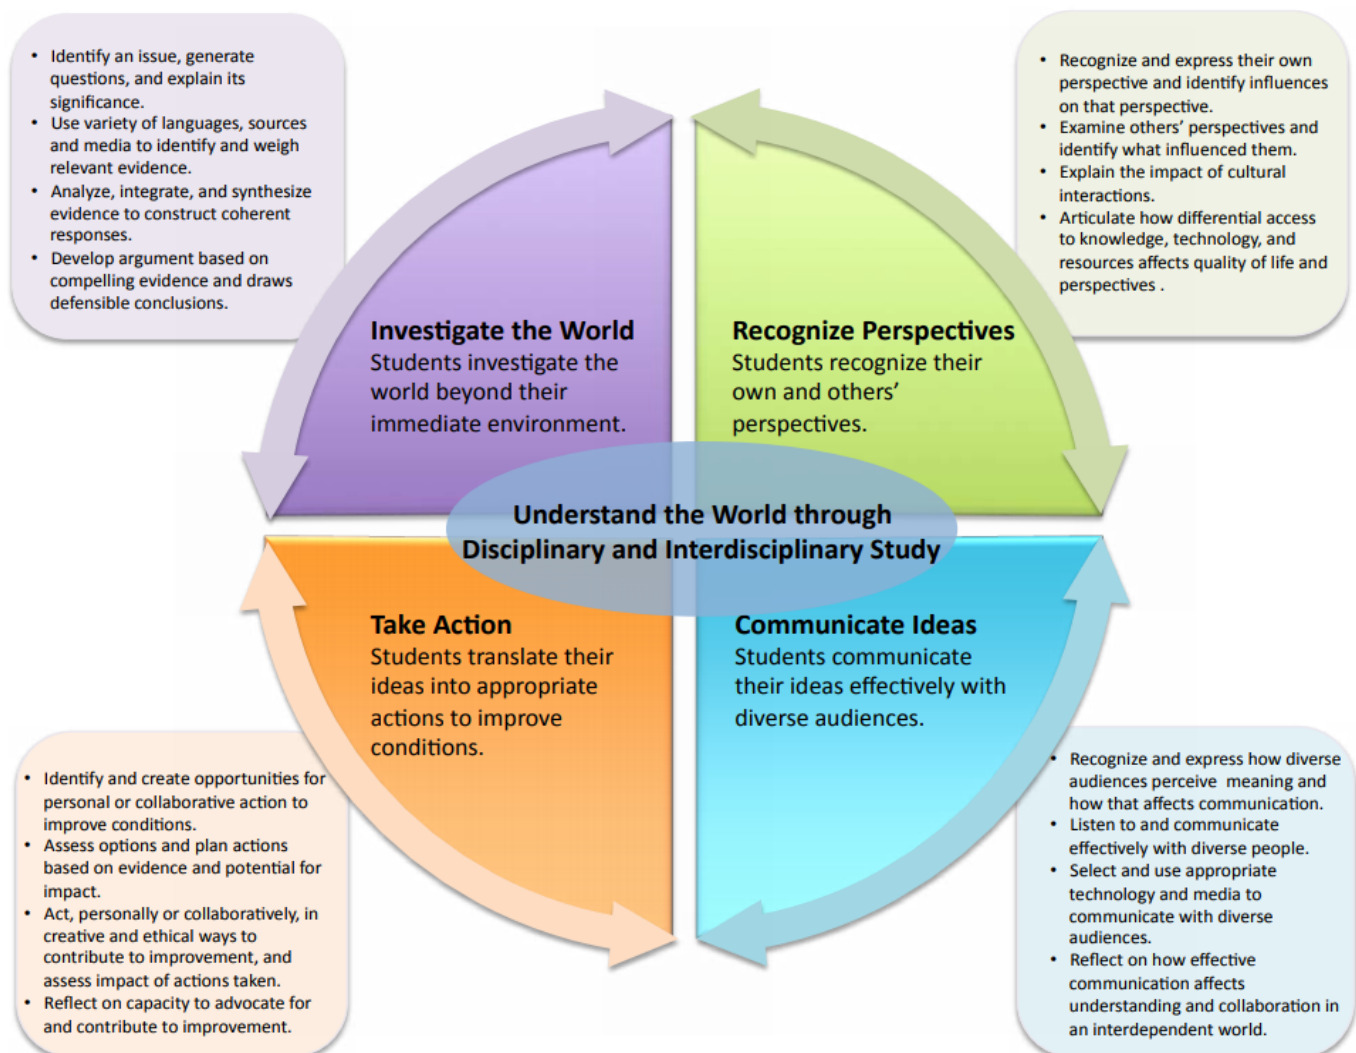 • Identify an issue, generate
questions, and explain its
significance.
• Use variety of languages, sources
and media to identify and weigh
relevant evidence.
• Analyze, integrate, and synthesize
evidence to construct coherent
responses.
• Develop argument based on
compelling evidence and draws
defensible conclusions.
• Recognize and express their own
perspective and identify influences
on that perspective.
• Examine others’ perspectives and
identify what influenced them.
• Explain the impact of cultural
interactions.
• Articulate how differential access
to knowledge, technology, and
resources affects quality of life and
perspectives .
Investigate the World
Students investigate the
world beyond their
immediate environment.
Recognize Perspectives
Students recognize their
own and others’
perspectives.
Understand the World through
Disciplinary and Interdisciplinary Study
Take Action
Students translate their
ideas into appropriate
actions to improve
conditions.
Communicate Ideas
Students communicate
their ideas effectively with
diverse audiences.
• Identify and create opportunities for
personal or collaborative action to
improve conditions.
• Assess options and plan actions
based on evidence and potential for
impact.
• Act, personally or collaboratively, in
creative and ethical ways to
contribute to improvement, and
assess impact of actions taken.
• Reflect on capacity to advocate for
and contribute to improvement.
• Recognize and express how diverse
audiences perceive meaning and
how that affects communication.
• Listen to and communicate
effectively with diverse people.
• Select and use appropriate
technology and media to
communicate with diverse
audiences.
• Reflect on how effective
communication affects
understanding and collaboration in
an interdependent world.